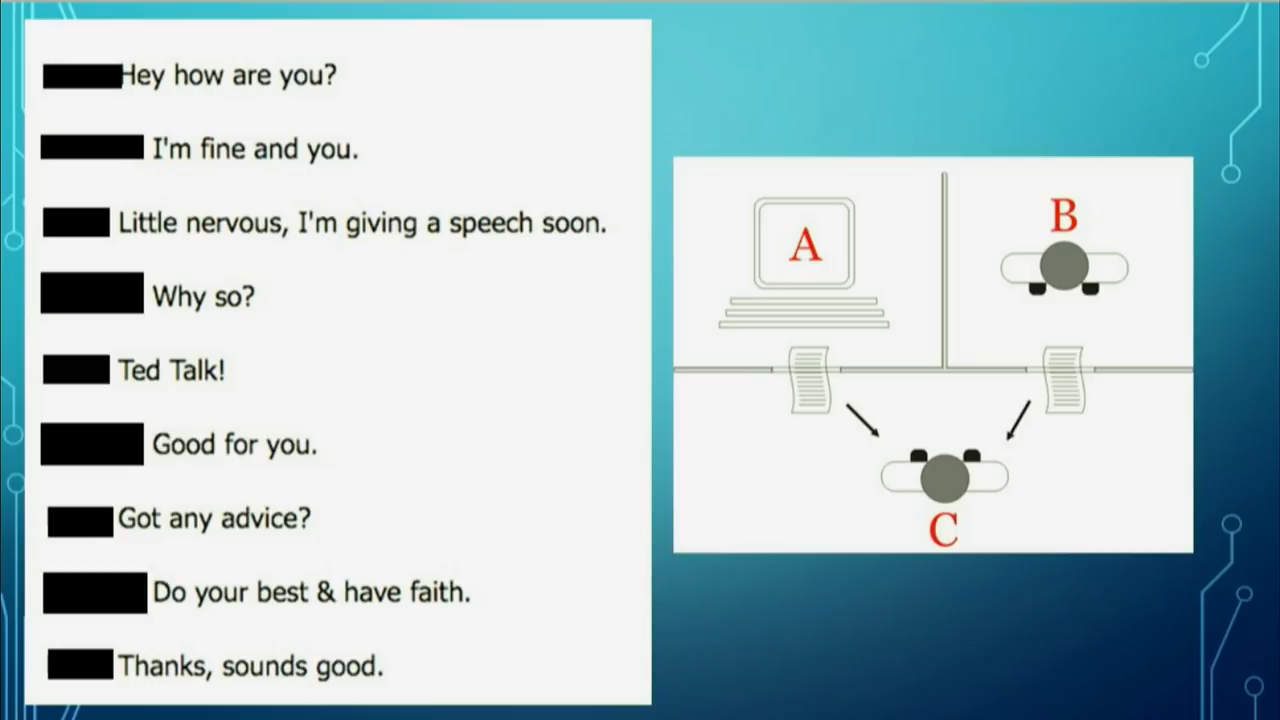 Hey how are you?
I'm fine and you.
Little nervous, I'm giving a speech soon.
Why so?
Ted Talk!
Good for you.
Got any advice?
Do your best & have faith.
Thanks, sounds good.
A
B
C